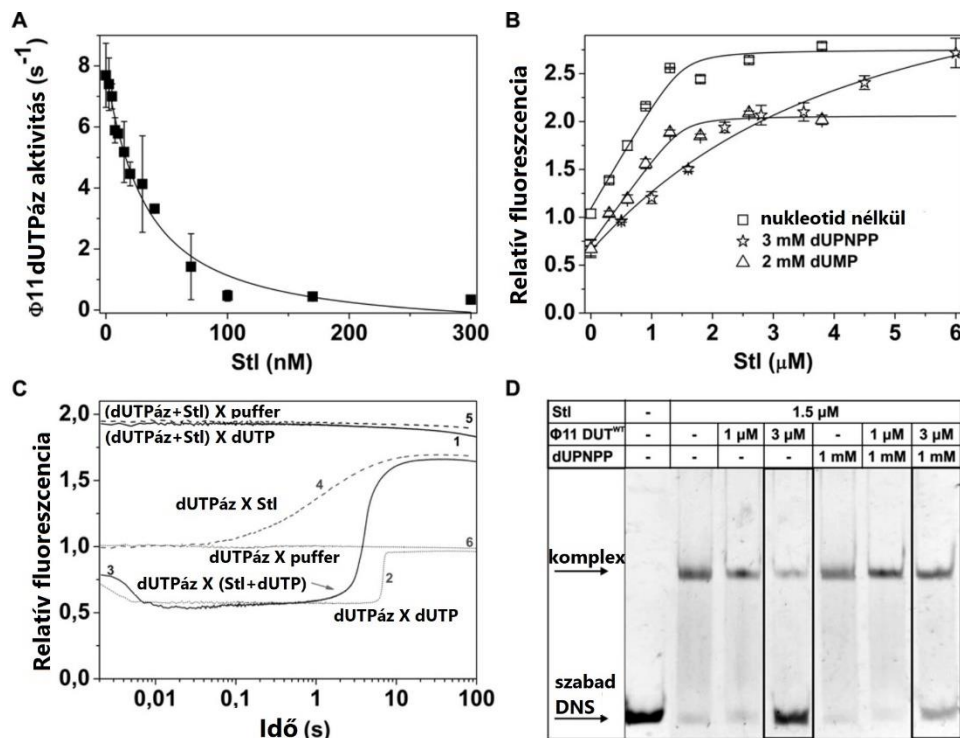 A
Φ11 dUTPáz aktivitás (s-1)
8
6
4
2
0
0 100 200 300
Stl (nM)
B
Relatív fluoreszcencia
2.5
2.0
1.5
1.0
0.5
0.0
nukleotid nélkül
3 mM dUPNPP
2 mM dUMP
0 1 2 3 4 5 6
Stl (μM)
C
Relatív fluoreszcencia
2,0
1,5
1,0
0,5
0,0
(dUTPáz+Stl) X puffer
5
(dUTPáz+Stl) X dUTP
1
4
dUTPáz X Stl
6
dUTPáz X puffer
3
dUTPáz X (Stl+dUTP)
2
dUTPáz X dUTP
0,01 0,1 1 10 100
Idő (s)
D
Stl - 1.5 μM
Φ11 DUTWT - - 1 μM 3 μM - 1 μM 3 μM
dUPNPP - - - - 1 mM 1 mM 1 mM
komplex
szabad
DNS